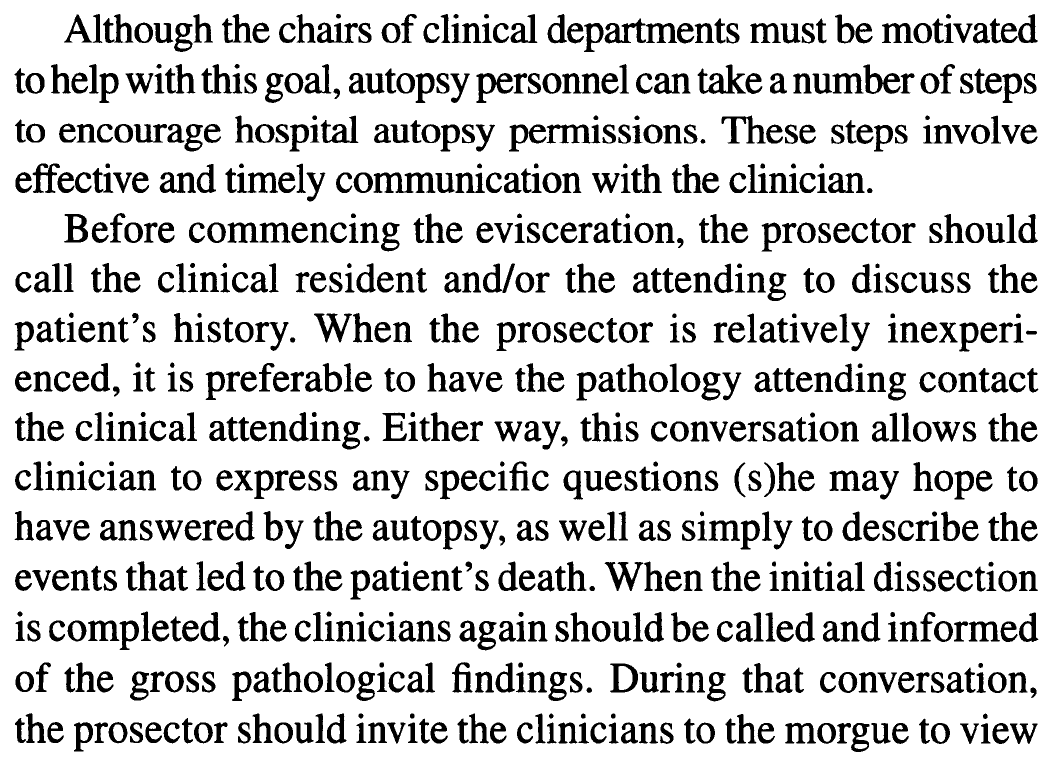 Although the chairs of clinical departments must be motivated
to help with this goal, autopsy personnel can take a number of steps
to encourage hospital autopsy permissions. These steps involve
effective and timely communication with the clinician.
Before commencing the evisceration, the prosector should
call the clinical resident and/or the attending to discuss the
patient's history. When the prosector is relatively inexperi-
enced, it is preferable to have the pathology attending contact
the clinical attending. Either way, this conversation allows the
clinician to express any specific questions (s)he may hope to
have answered by the autopsy, as well as simply to describe the
events that led to the patient's death. When the initial dissection
is completed, the clinicians again should be called and informed
of the gross pathological findings. During that conversation,
the prosector should invite the clinicians to the morgue to view